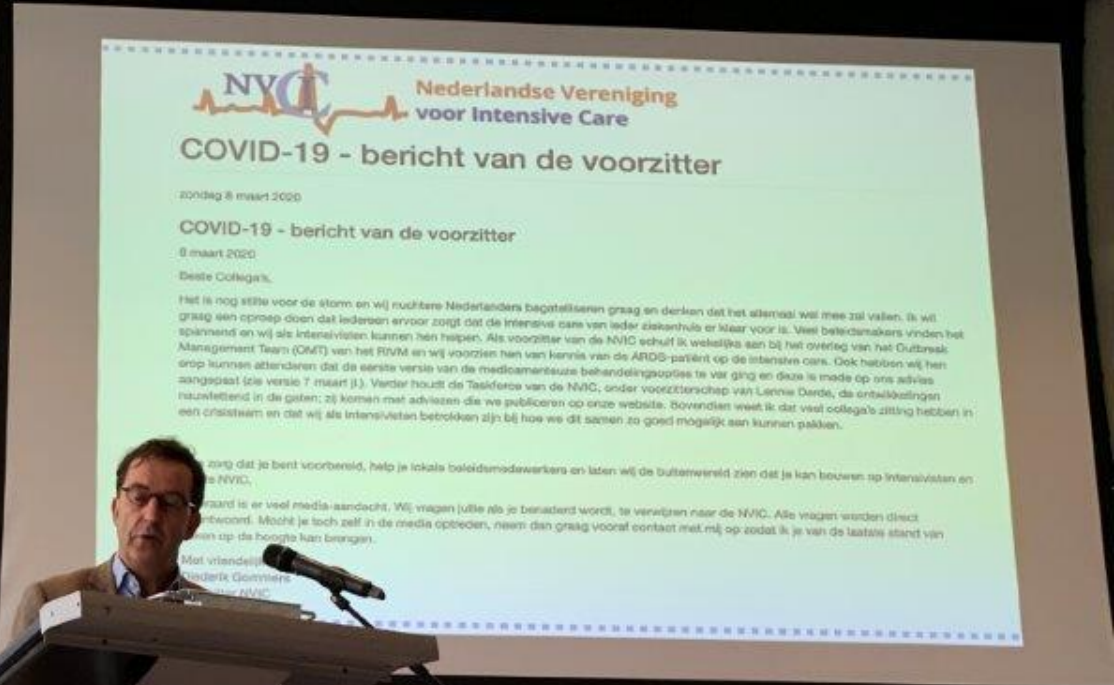 NVIC
Nederlandse Vereniging
voor Intensive Care
COVID-19 - bericht van de voorzitter
zondag 8 maart 2020
COVID-19 - bericht van de voorzitter
8 maart 2020
Beste Collega's,
Het is nog stilte voor de storm en wij nuchtere Nederlanders bagatelliseren graag en denken dat het allemaal wel mee zal vallen. Ik wil
graag een oproep doen dat iedereen ervoor zorgt dat de intensive care van ieder ziekenhuis er klaar voor is. Veel beleidsmakers vinden het
spannend en wij als intensivisten kunnen hen helpen. Als voorzitter van de NVIC schuif ik wekelijks aan bij het overleg van het Outbreak
Management Team (OMT) van het RIVM en wij voorzien hen van kennis van de ARDS-patiënt op de intensive care. Ook hebben wij hen
erop kunnen attenderen dat de eerste versie van de medicamenteuze behandelingsopties te ver ging en deze is mede op ons advies
aangepast (zie versie 7 maart jl.). Verder houdt de Taskforce van de NVIC, onder voorzitterschap van Lennie Derde, de ontwikkelingen
nauwlettend in de gaten; zij komen met adviezen die we publiceren op onze website. Bovendien weet ik dat veel collega's zitting hebben in
een crisisteam en dat wij als intensivisten betrokken zijn bij hoe we dit samen zo goed mogelijk aan kunnen pakken.
zorg dat je bent voorbereid, help je lokale beleidsmedewerkers en laten wij de buitenwereld zien dat je kan bouwen op intensivisten en
NVIC.
is er veel media-aandacht. Wij vragen jullie als je benaderd wordt, te verwijzen naar de NVIC. Alle vragen worden direct
Mocht je toch zelf in de media optreden, neem dan graag vooraf contact met mij op zodat ik je van de laatste stand van
op de hoogte kan brengen.
Met
Diederik Gommers
NVIC